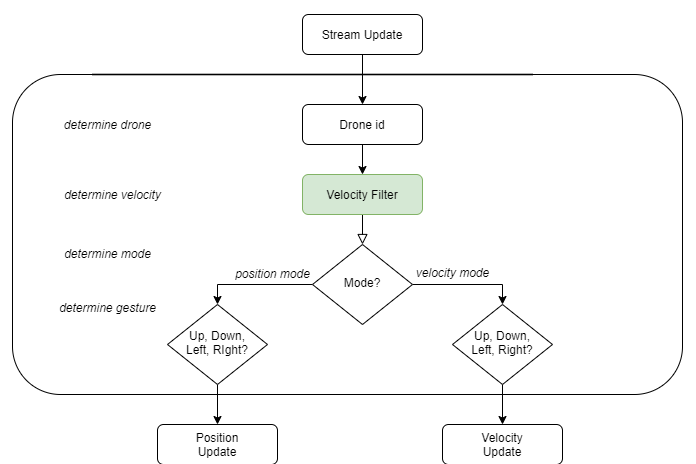 Stream Update
determine drone
Drone id
determine velocity
Velocity Filter
determine mode
position mode
Mode?
velocity mode
determine gesture
Up, Down,
Left, RIght?
Up, Down,
Left, Right?
Position
Update
Velocity
Update